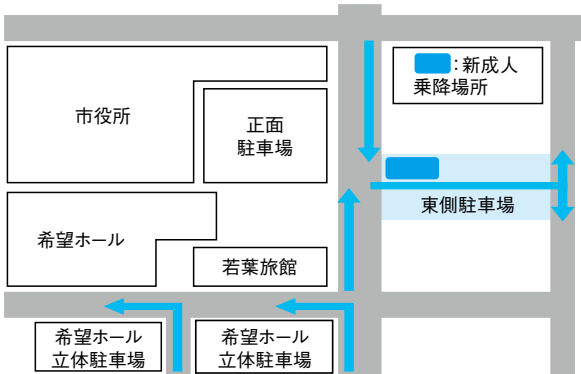 :新成人
乗降場所
市役所
正面
駐車場
東側駐車場
希望ホール
若葉旅館
希望ホール
立体駐車場
希望ホール
立体駐車場